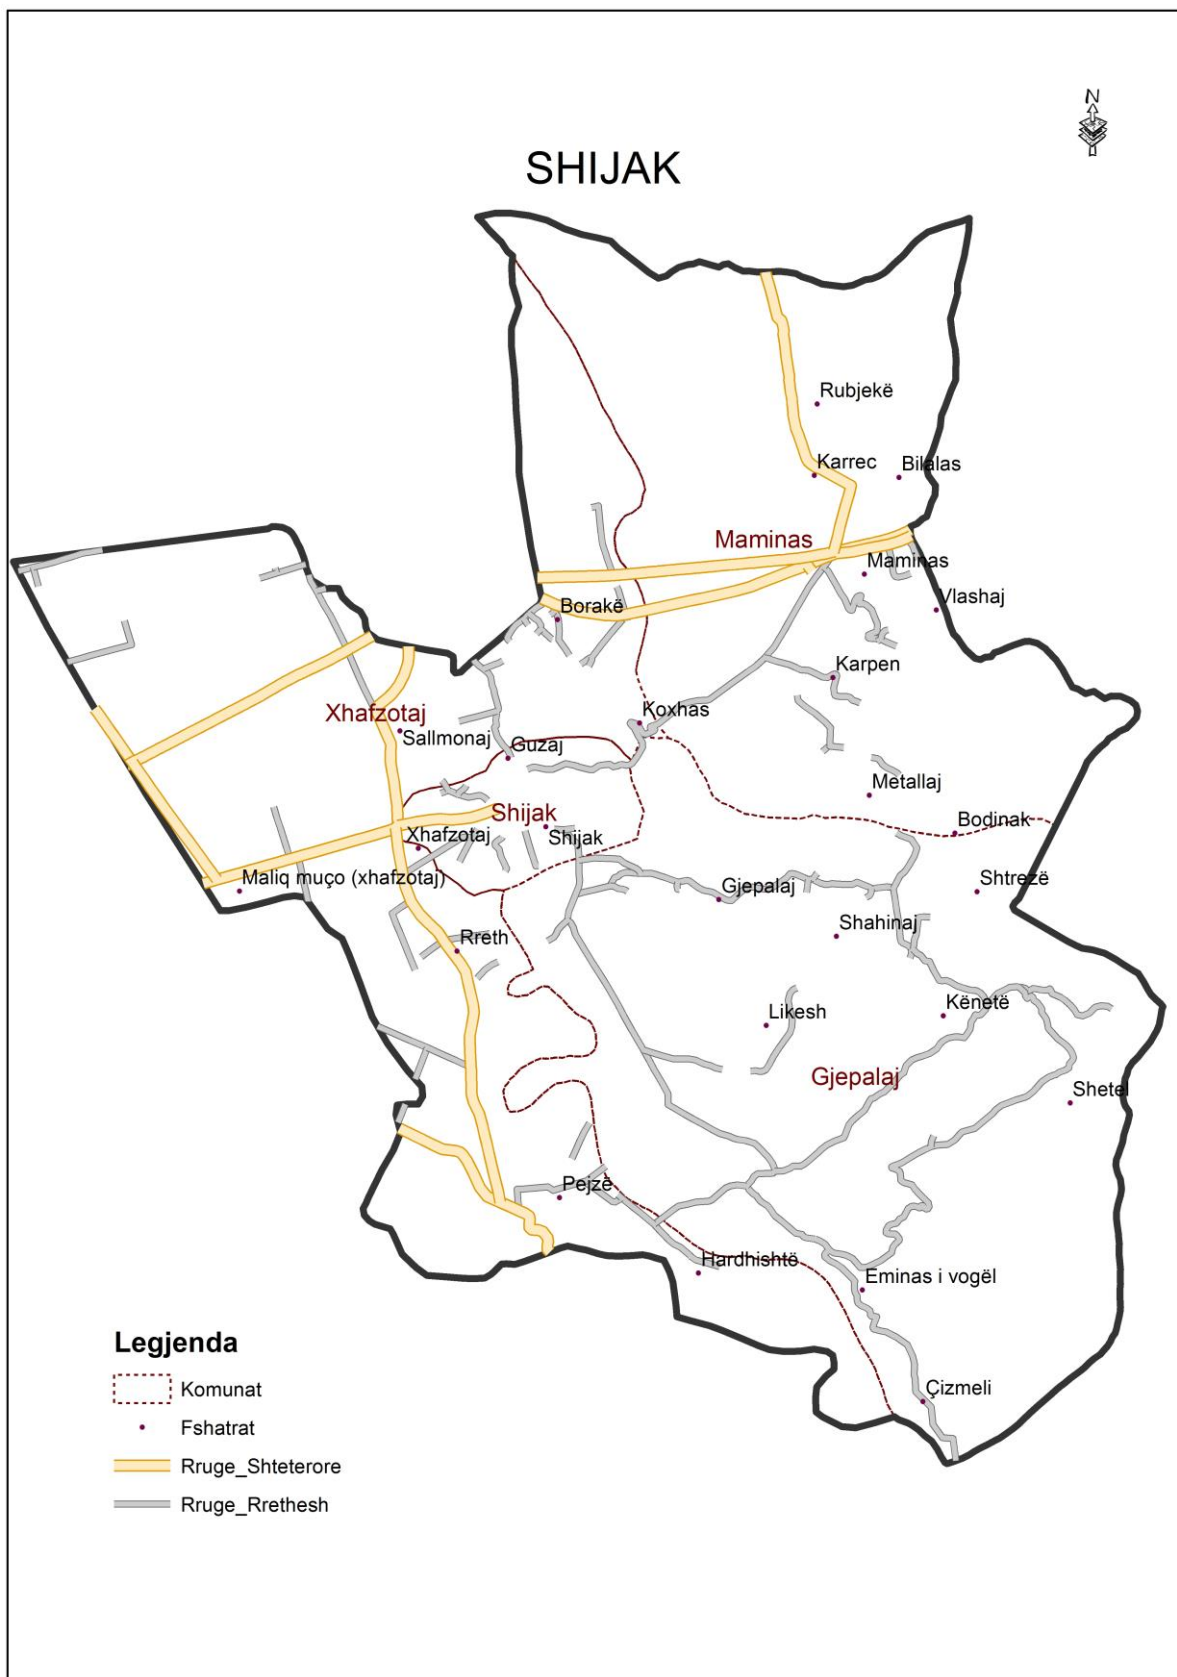 N
SHIJAK
Rubjekë
Karrec
Bilalas
Maminas
Maminas
Vlashaj
Borakë
Karpen
Xhafzotaj
Koxhas
Sallmonaj
Guzaj
Metallaj
Shijak
Bodinak
Xhafzotaj
Shijak
Maliq muço (xhafzotaj)
Gjepalaj
Shtrezë
Shahinaj
Rreth
Likesh
Kënetë
Gjepalaj
Shetel
Pejzë
Hardhishtë
Eminas i vogël
Çizmeli
Legjenda
Komunat
Fshatrat
Rruge_Shteterore
Rruge_Rrethesh